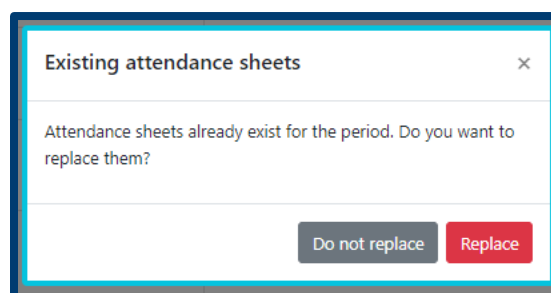 Existing attendance sheets ×
Attendance sheets already exist for the period. Do you want to
replace them?
Do not replace Replace